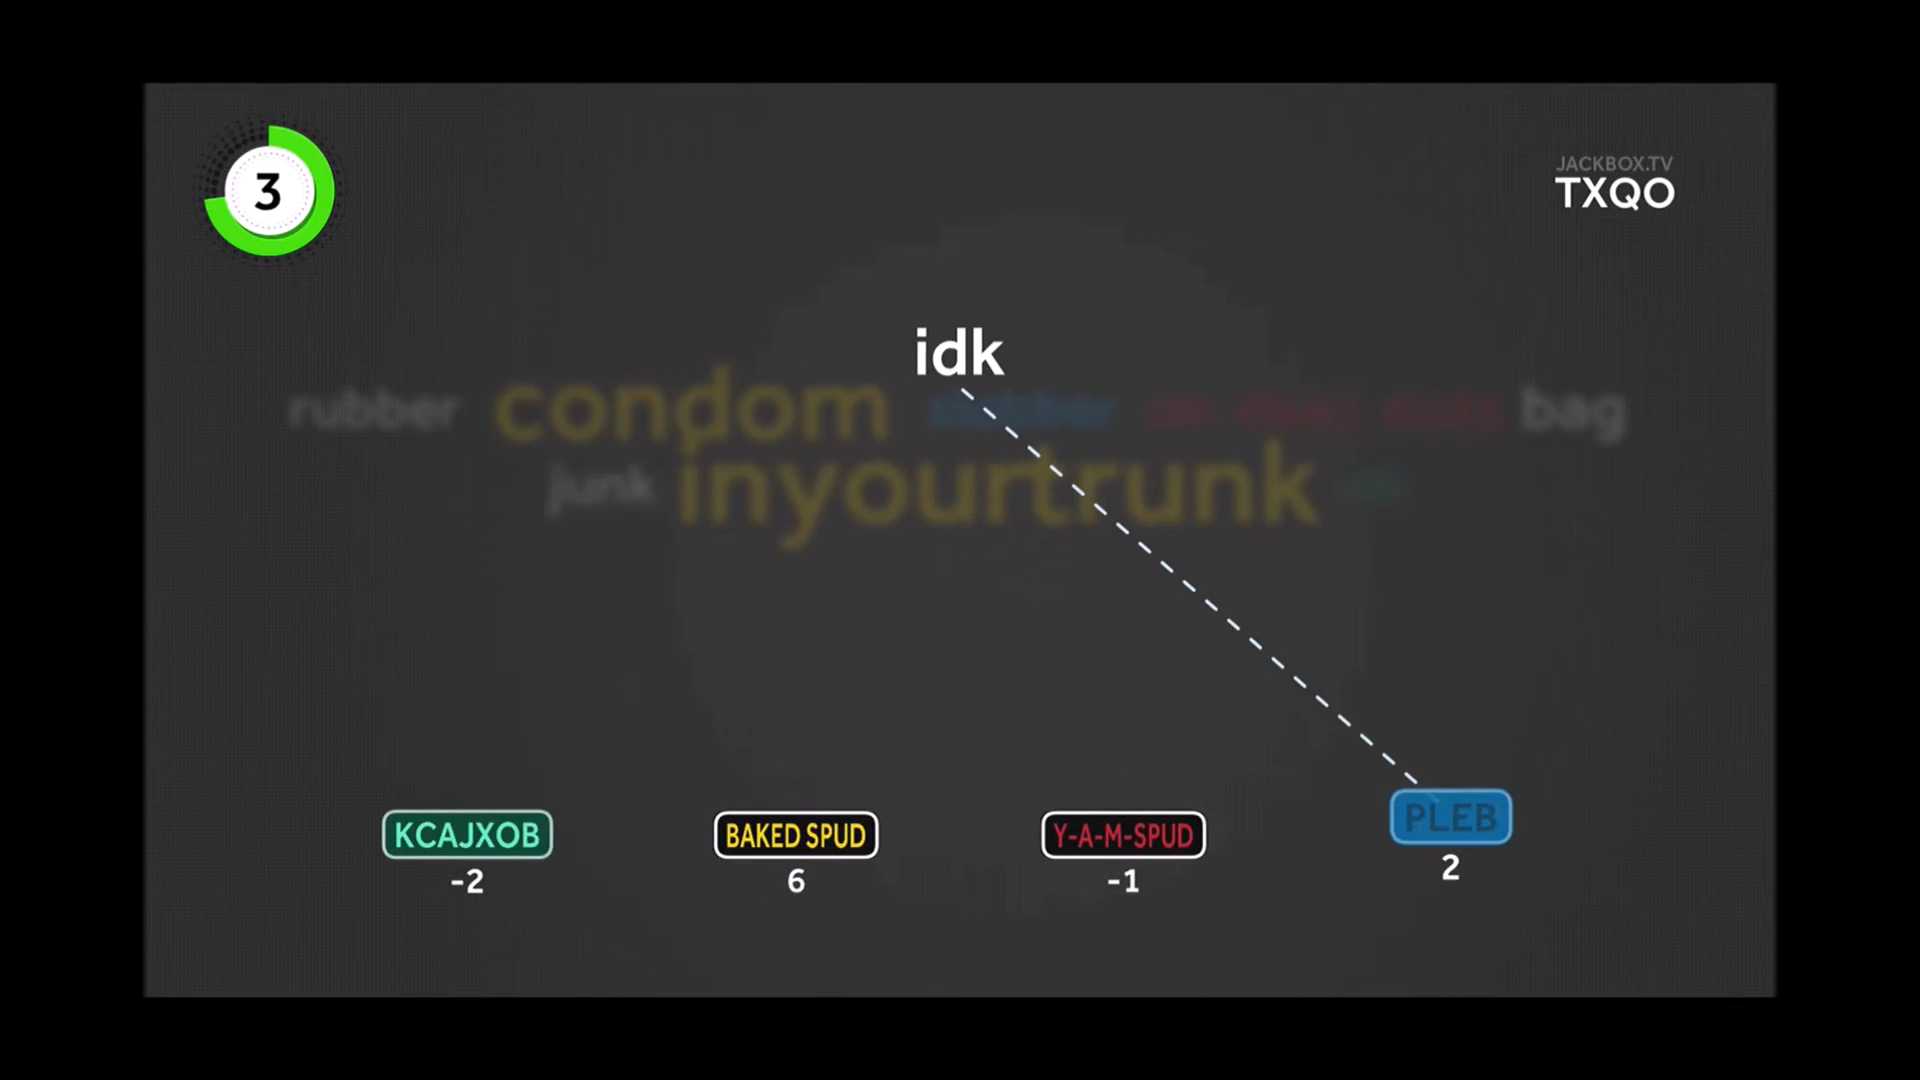 3
JACKBOX.TV
TXQO
idk
rubber condom bag
junk inyourtrunk
KCAJXOB BAKED SPUD Y-A-M-SPUD PLEB
-2 6 -1 2